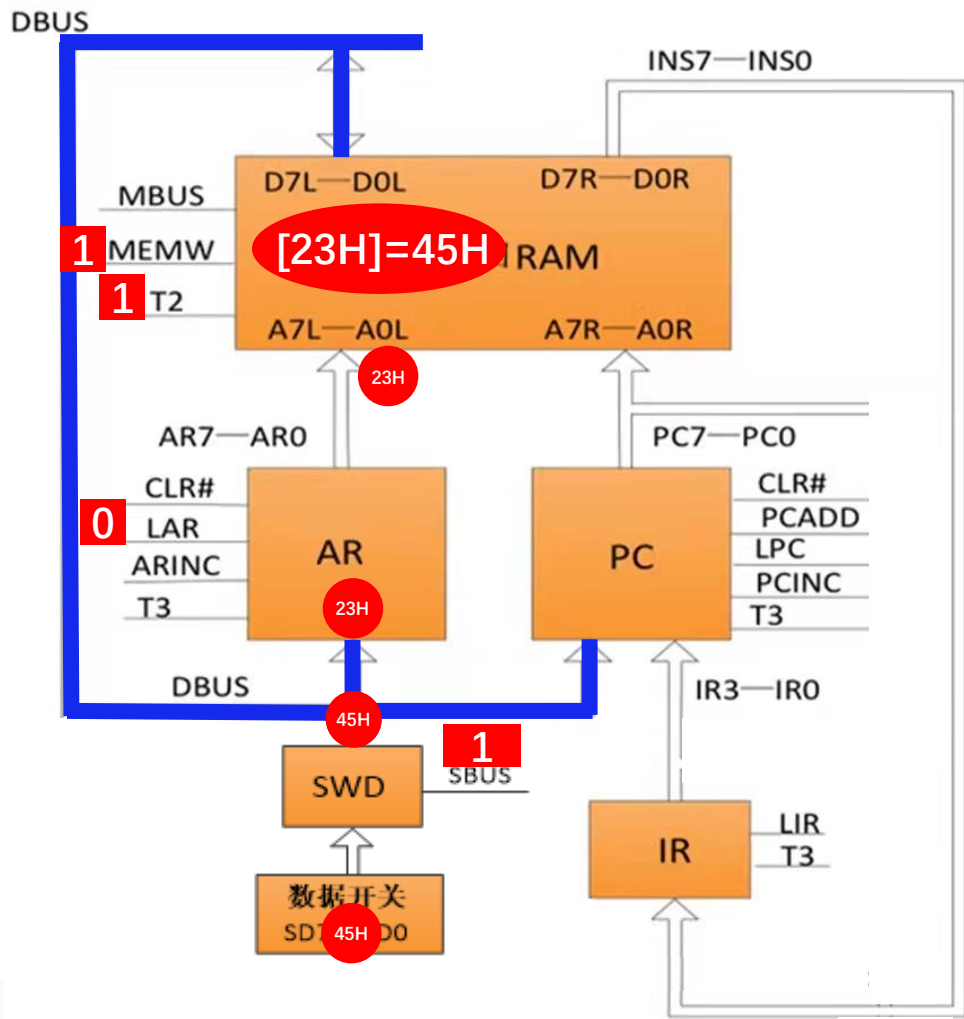 DBUS
INS7—INS0
D7L—D0L
D7R—D0R
MBUS
1 MEMW
[23H]=45H
RAM
1 T2
A7L—A0L
A7R—A0R
23H
AR7—AR0
PC7—PC0
CLR#
0
LAR
ARINC
T3
AR
23H
PC
CLR#
PCADD
LPC
PCINC
T3
DBUS
45H
1
SBUS
IR3—IR0
SWD
IR
LIR
T3
数据开关
SD7
45H
D0